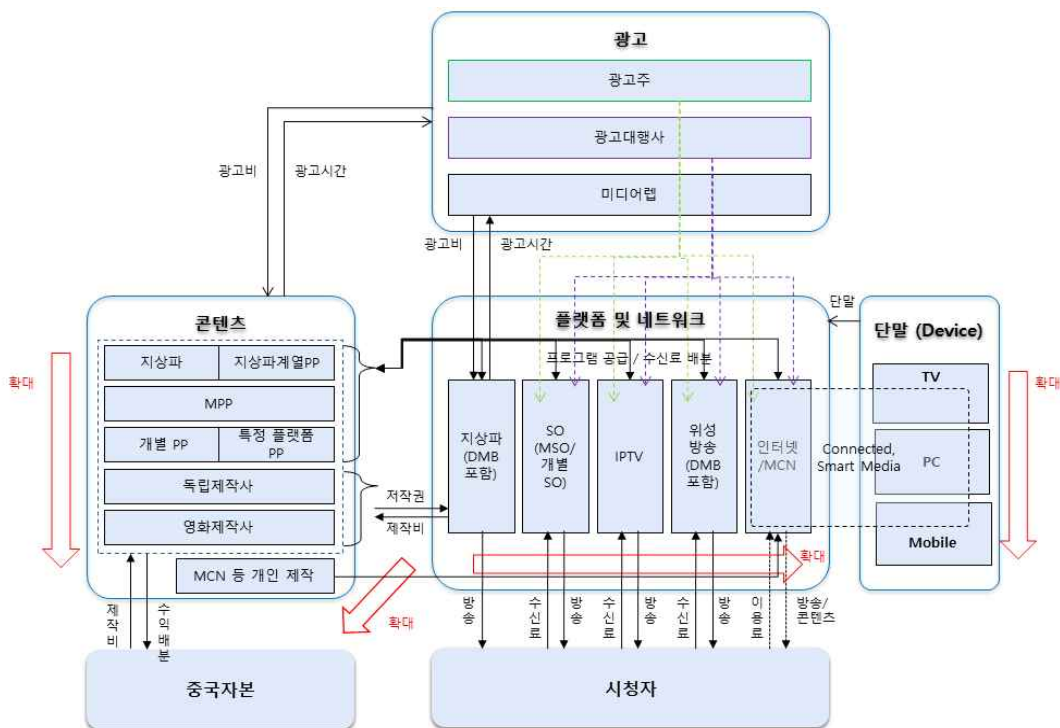 광고
광고주
광고대행사
미디어렙
광고비
광고시간
광고비
광고시간
단말
콘텐츠
지상파
지상파계열PP
MPP
개별 PP
특정 플랫폼
PP
독립제작사
영화제작사
MCN 등 개인 제작
확대
저작권
제작비
플랫폼 및 네트워크
프로그램 공급 / 수신료 배분
지상파
(DMB
포함)
SO
(MSO/
개별
SO)
IPTV
위성
방송
(DMB
포함)
인터넷
/MCN
Connected,
Smart Media
단말 (Device)
TV
PC
Mobile
확대
확대
확대
제작비
수익배분
방송
수신료
방송
수신료
방송
수신료
방송
이용료
방송/
콘텐츠
중국자본
시청자